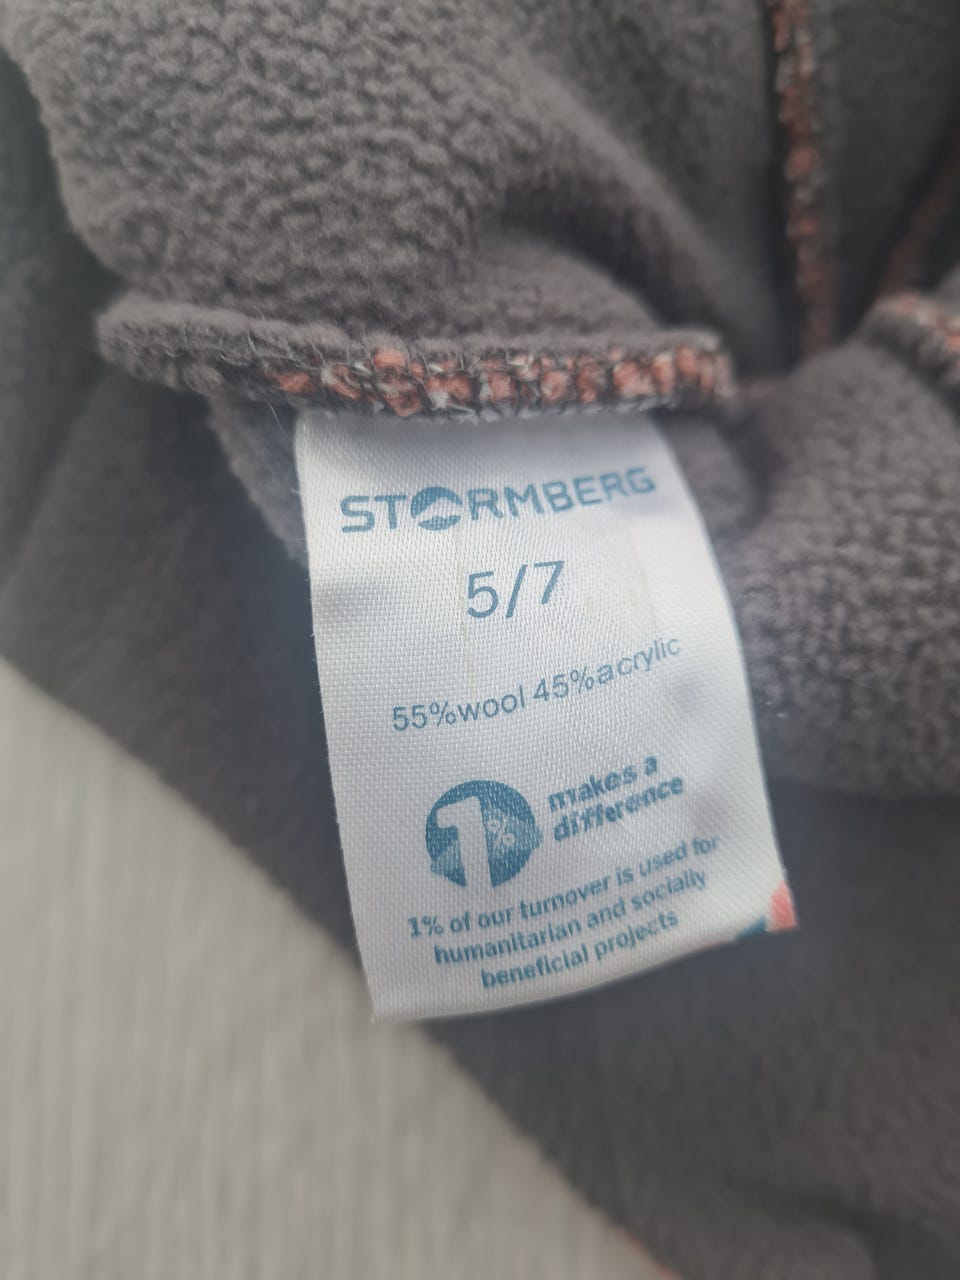 STORMBERG
5/7
55%wool 45%acrylic
1%
makes a
difference
1% of our turnover is used for
humanitarian and socially
beneficial projects